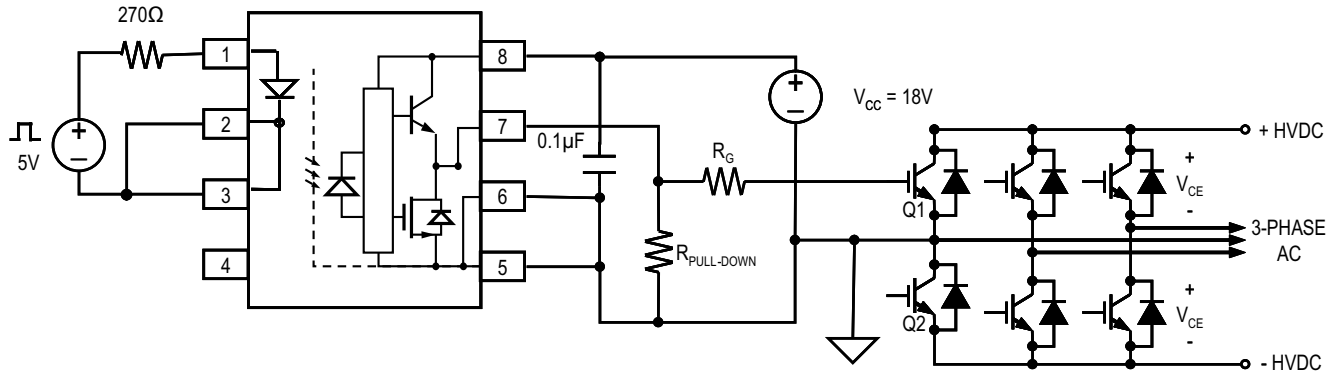 270Ω
+
−
5V
1
2
3
4
8
7
6
5
0.1µF
R_G
R_PULL-DOWN
+
−
V_CC = 18V
Q1
Q2
+ HVDC
+
V_CE
-
3-PHASE
AC
+
V_CE
-
- HVDC